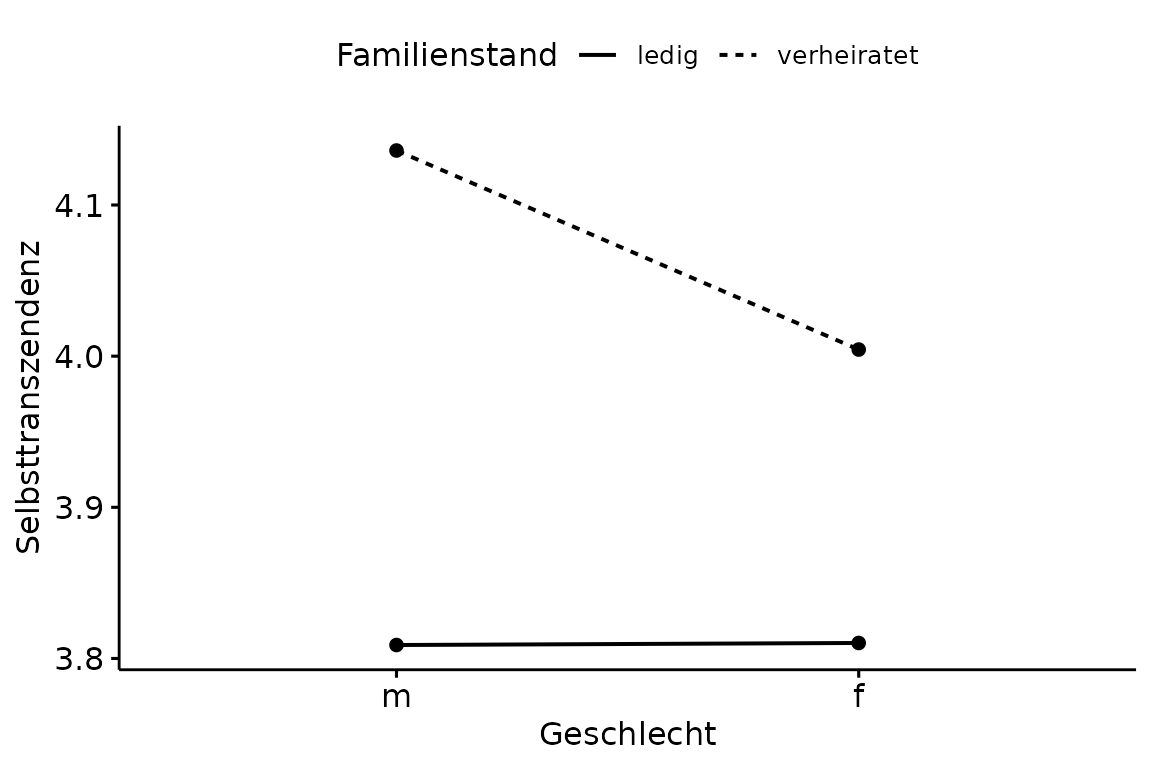 Familienstand ledig verheiratet
4.1
4.0
3.9
3.8
Selbsttranszendenz
m f
Geschlecht